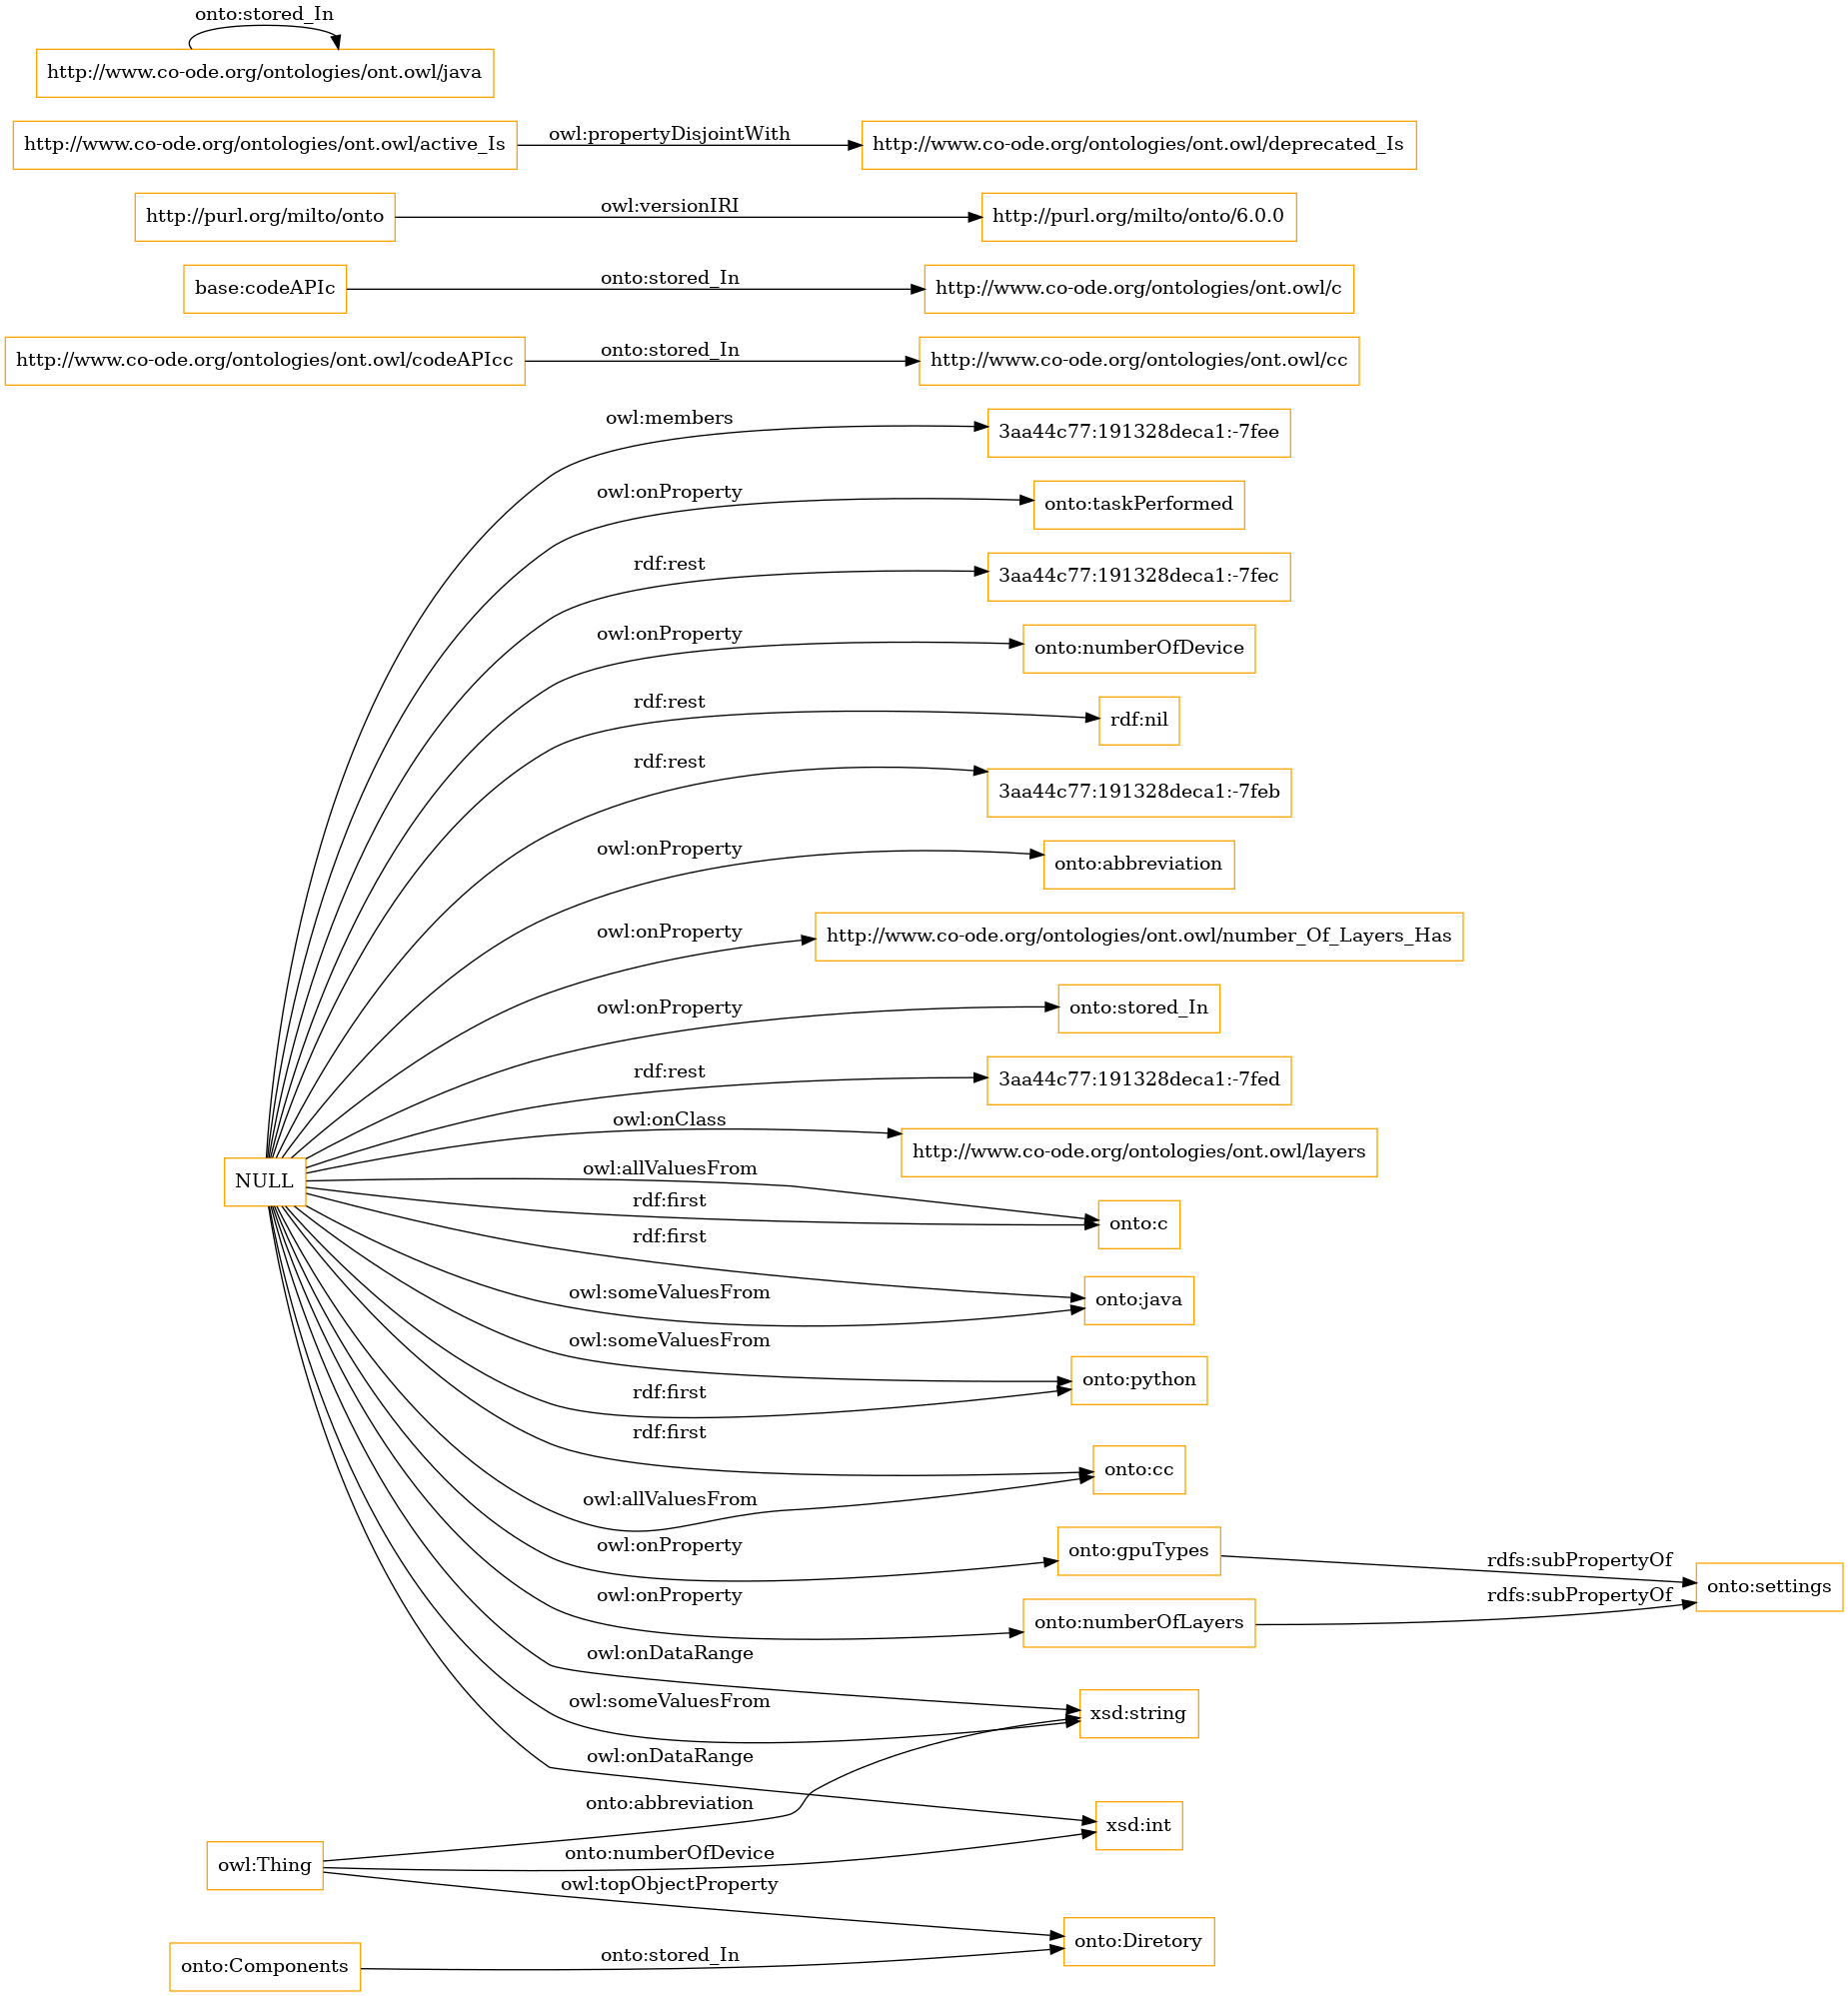 onto:stored_In
http://www.co-ode.org/ontologies/ont.owl/java
http://www.co-ode.org/ontologies/ont.owl/active_Is
owl:propertyDisjointWith
http://www.co-ode.org/ontologies/ont.owl/deprecated_Is
http://purl.org/milto/onto
owl:versionIRI
http://purl.org/milto/onto/6.0.0
base:codeAPIc
onto:stored_In
http://www.co-ode.org/ontologies/ont.owl/c
http://www.co-ode.org/ontologies/ont.owl/codeAPIcc
onto:stored_In
http://www.co-ode.org/ontologies/ont.owl/cc
owl:members
3aa44c77:191328deca1:-7fee
owl:onProperty
onto:taskPerformed
rdf:rest
3aa44c77:191328deca1:-7fec
owl:onProperty
onto:numberOfDevice
rdf:rest
rdf:nil
rdf:rest
3aa44c77:191328deca1:-7feb
owl:onProperty
onto:abbreviation
owl:onProperty
http://www.co-ode.org/ontologies/ont.owl/number_Of_Layers_Has
owl:onProperty
onto:stored_In
rdf:rest
3aa44c77:191328deca1:-7fed
owl:onClass
http://www.co-ode.org/ontologies/ont.owl/layers
NULL
owl:allValuesFrom
rdf:first
onto:c
rdf:first
onto:java
owl:someValuesFrom
owl:someValuesFrom
onto:python
rdf:first
rdf:first
onto:cc
owl:allValuesFrom
owl:onProperty
onto:gpuTypes
rdfs:subPropertyOf
onto:settings
owl:onProperty
onto:numberOfLayers
rdfs:subPropertyOf
owl:onDataRange
owl:someValuesFrom
xsd:string
owl:onDataRange
onto:abbreviation
xsd:int
owl:Thing
onto:numberOfDevice
owl:topObjectProperty
onto:Diretory
onto:Components
onto:stored_In